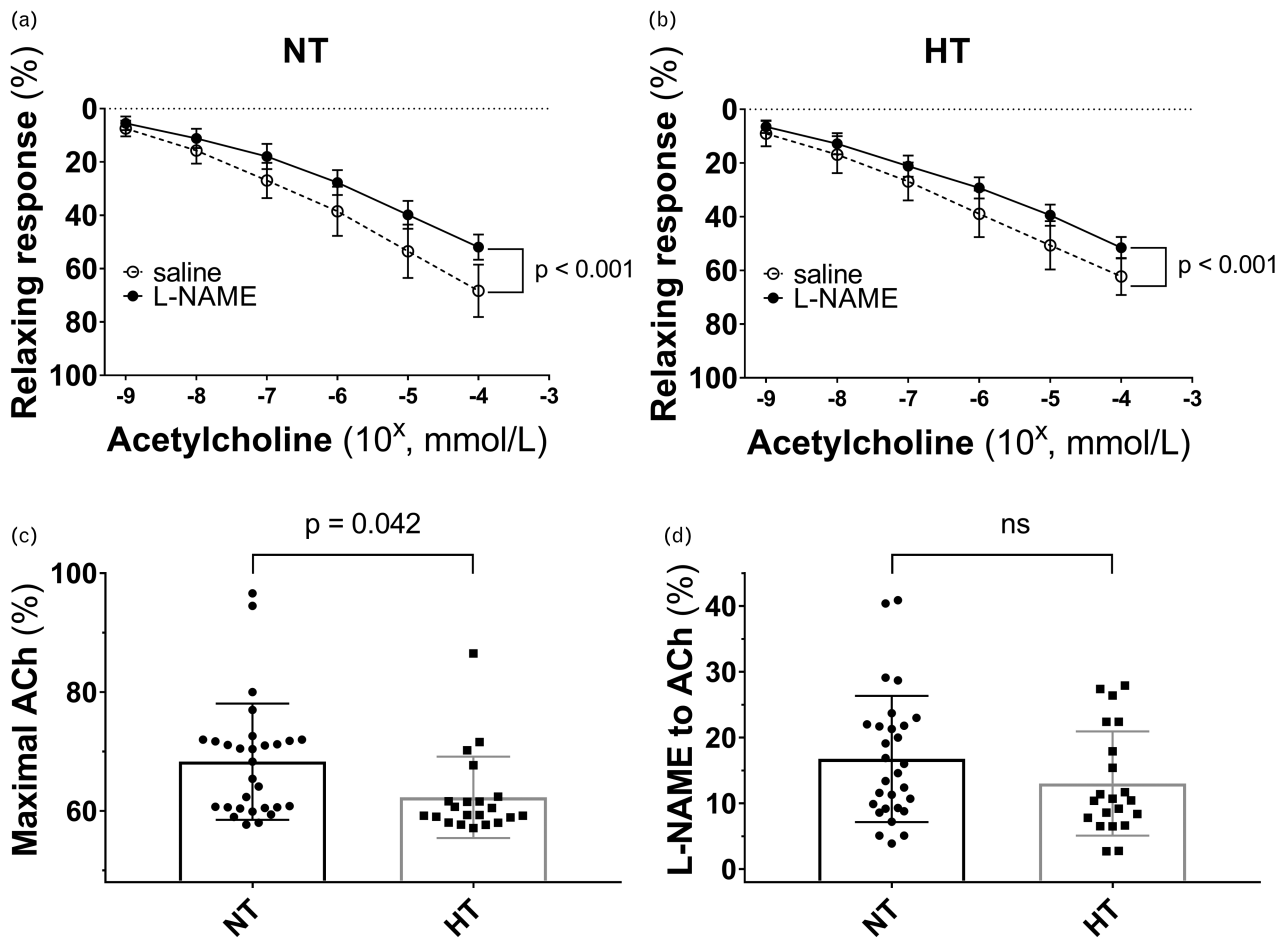 (a)
NT
Relaxing response (%)
0
20
40
60
80
100
saline
L-NAME
p < 0.001
-9 -8 -7 -6 -5 -4 -3
Acetylcholine (10^x, mmol/L)
(b)
HT
Relaxing response (%)
0
20
40
60
80
100
saline
L-NAME
p < 0.001
-9 -8 -7 -6 -5 -4 -3
Acetylcholine (10^x, mmol/L)
(c)
p = 0.042
Maximal ACh (%)
100
80
60
NT HT
(d)
ns
L-NAME to ACh (%)
40
30
20
10
0
NT HT